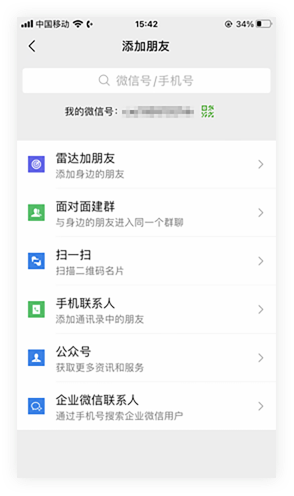 中国移动
15:42
34%
添加朋友
微信号/手机号
我的微信号：
雷达加朋友
添加身边的朋友
面对面建群
与身边的朋友进入同一个群聊
扫一扫
扫描二维码名片
手机联系人
添加通讯录中的朋友
公众号
获取更多资讯和服务
企业微信联系人
通过手机号搜索企业微信用户